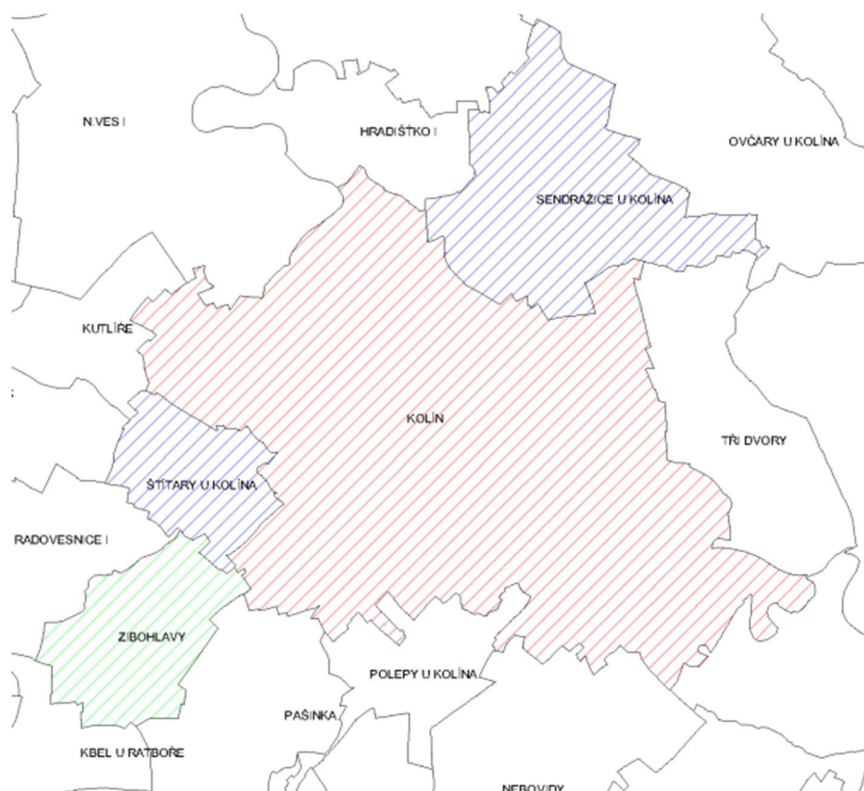 N.VES I
HRADIŠŤKO I
OVČÁRY U KOLÍNA
SENDRAŽICE U KOLÍNA
KUTLÍŘE
KOLÍN
TŘI DVORY
ŠTÍTARY U KOLÍNA
RADOVESNICE I
ZIBOHLAVY
POLEPY U KOLÍNA
PAŠINKA
KBEL U RATBOŘE
NEBOVIDY